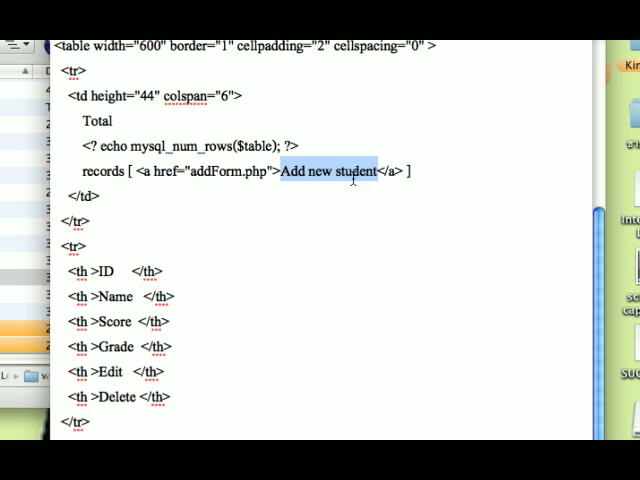 <table width="600" border="1" cellpadding="2" cellspacing="0" >
<tr>
<td height="44" colspan="6">
Total
<? echo mysql_num_rows($table); ?>
records [ <a href="addForm.php">Add new student</a> ]
</td>
</tr>
<tr>
<th >ID </th>
<th >Name </th>
<th >Score </th>
<th >Grade </th>
<th >Edit </th>
<th >Delete </th>
</tr>